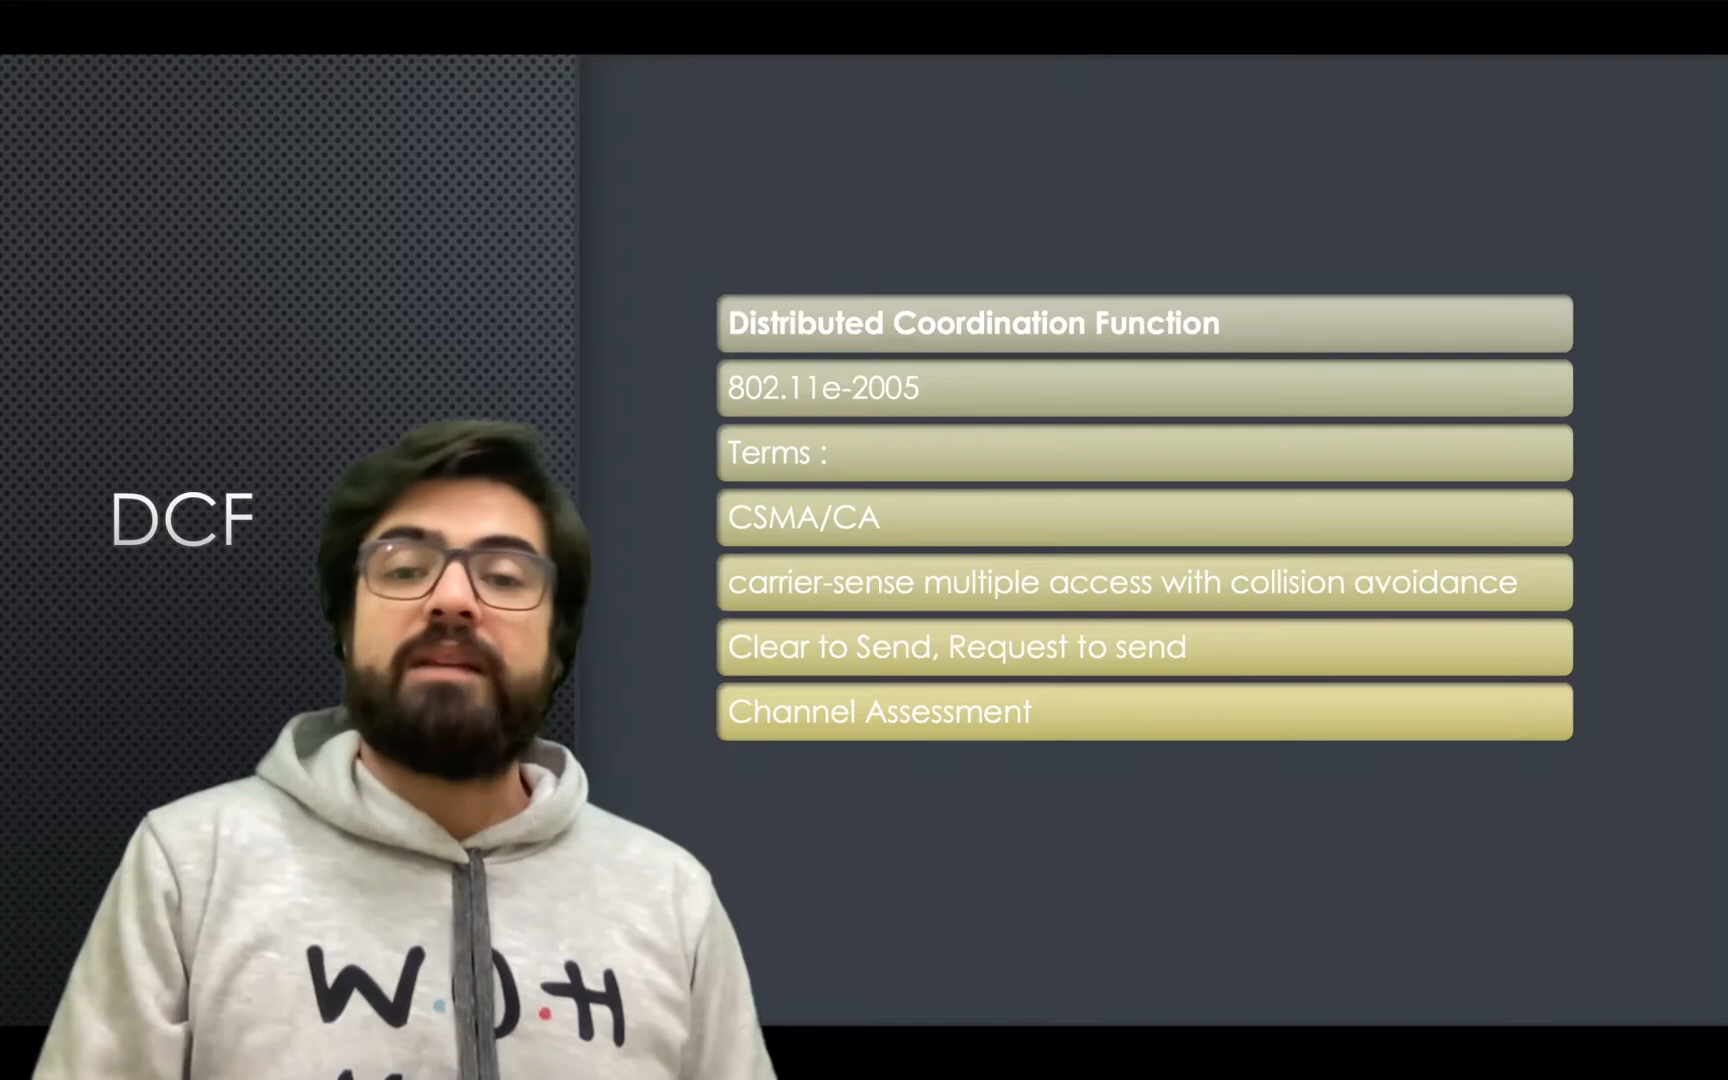 DCF
Distributed Coordination Function
802.11e-2005
Terms :
CSMA/CA
carrier-sense multiple access with collision avoidance
Clear to Send, Request to send
Channel Assessment
W.O.H